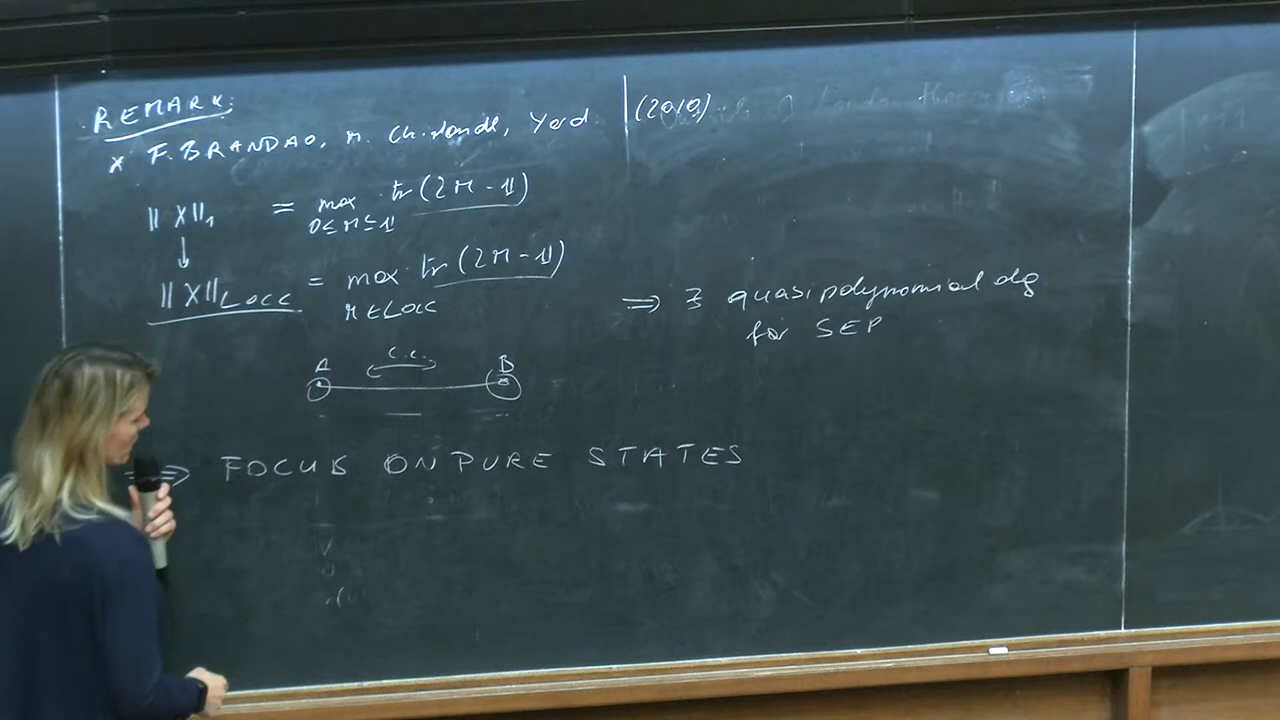 REMARK:
x F. BRANDAO, M. Christandl, Yard (2010)
|| X ||₁ = max tr (2M - 1)
0 ≤ M ≤ 1
↓
|| X ||LOCC = max tr (2M - 1)
M ∈ LOCC
⇒ ∃ quasipolynomial alg
for SEP
A c.c. B
⇒ FOCUS ON PURE STATES